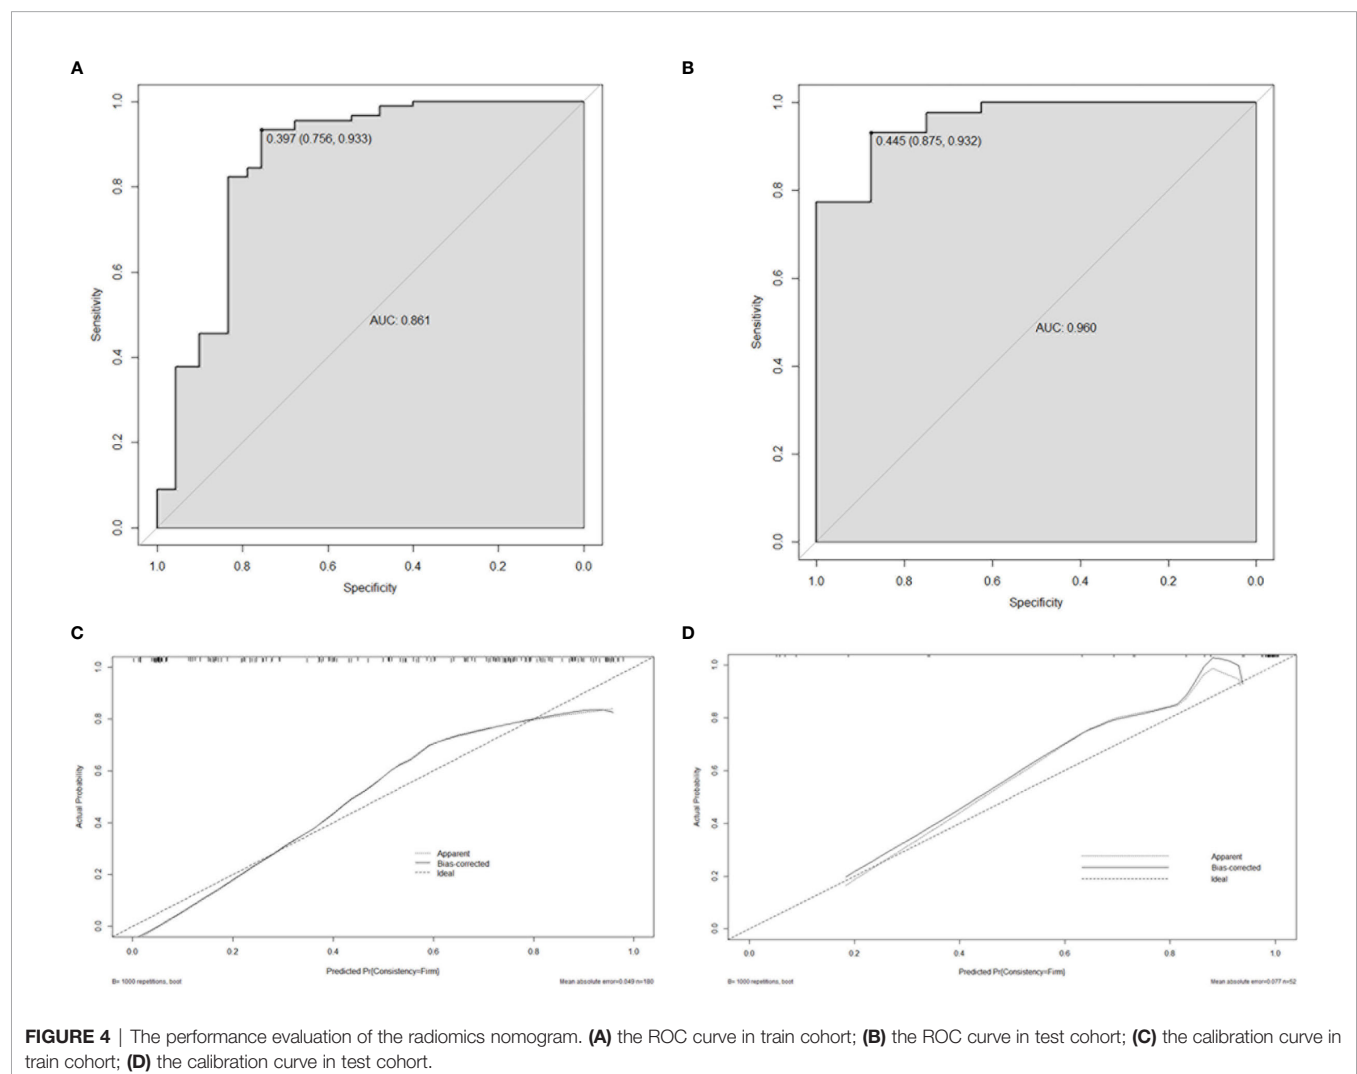 A
1.0
0.8
0.6
0.4
0.2
0.0
Sensitivity
0.397 (0.756, 0.933)
AUC: 0.861
1.0 0.8 0.6 0.4 0.2 0.0
Specificity
B
1.0
0.8
0.6
0.4
0.2
0.0
Sensitivity
0.445 (0.875, 0.932)
AUC: 0.960
1.0 0.8 0.6 0.4 0.2 0.0
Specificity
C
1.0
0.8
0.6
0.4
0.2
0.0
Actual Probability
Apparent
Bias-corrected
Ideal
0.0 0.2 0.4 0.6 0.8 1.0
Predicted Pr{Consistency=Firm}
B= 1000 repetitions, boot Mean absolute error=0.049 n=180
D
1.0
0.8
0.6
0.4
0.2
0.0
Actual Probability
Apparent
Bias-corrected
Ideal
0.0 0.2 0.4 0.6 0.8 1.0
Predicted Pr{Consistency=Firm}
B= 1000 repetitions, boot Mean absolute error=0.077 n=52
FIGURE 4 | The performance evaluation of the radiomics nomogram. (A) the ROC curve in train cohort; (B) the ROC curve in test cohort; (C) the calibration curve in
train cohort; (D) the calibration curve in test cohort.